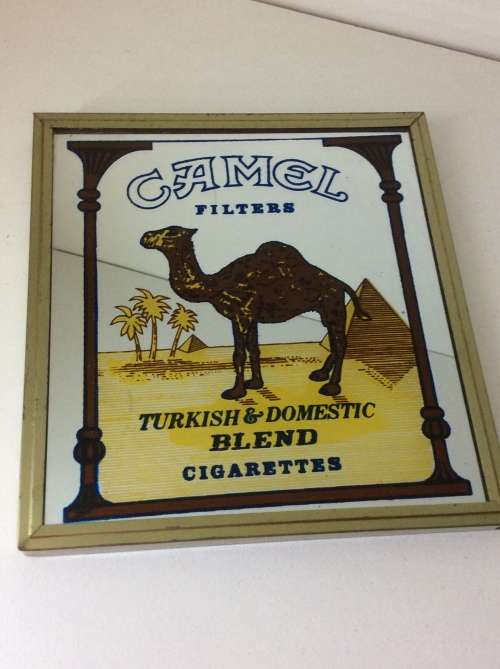 CAMEL
FILTERS
TURKISH & DOMESTIC
BLEND
CIGARETTES